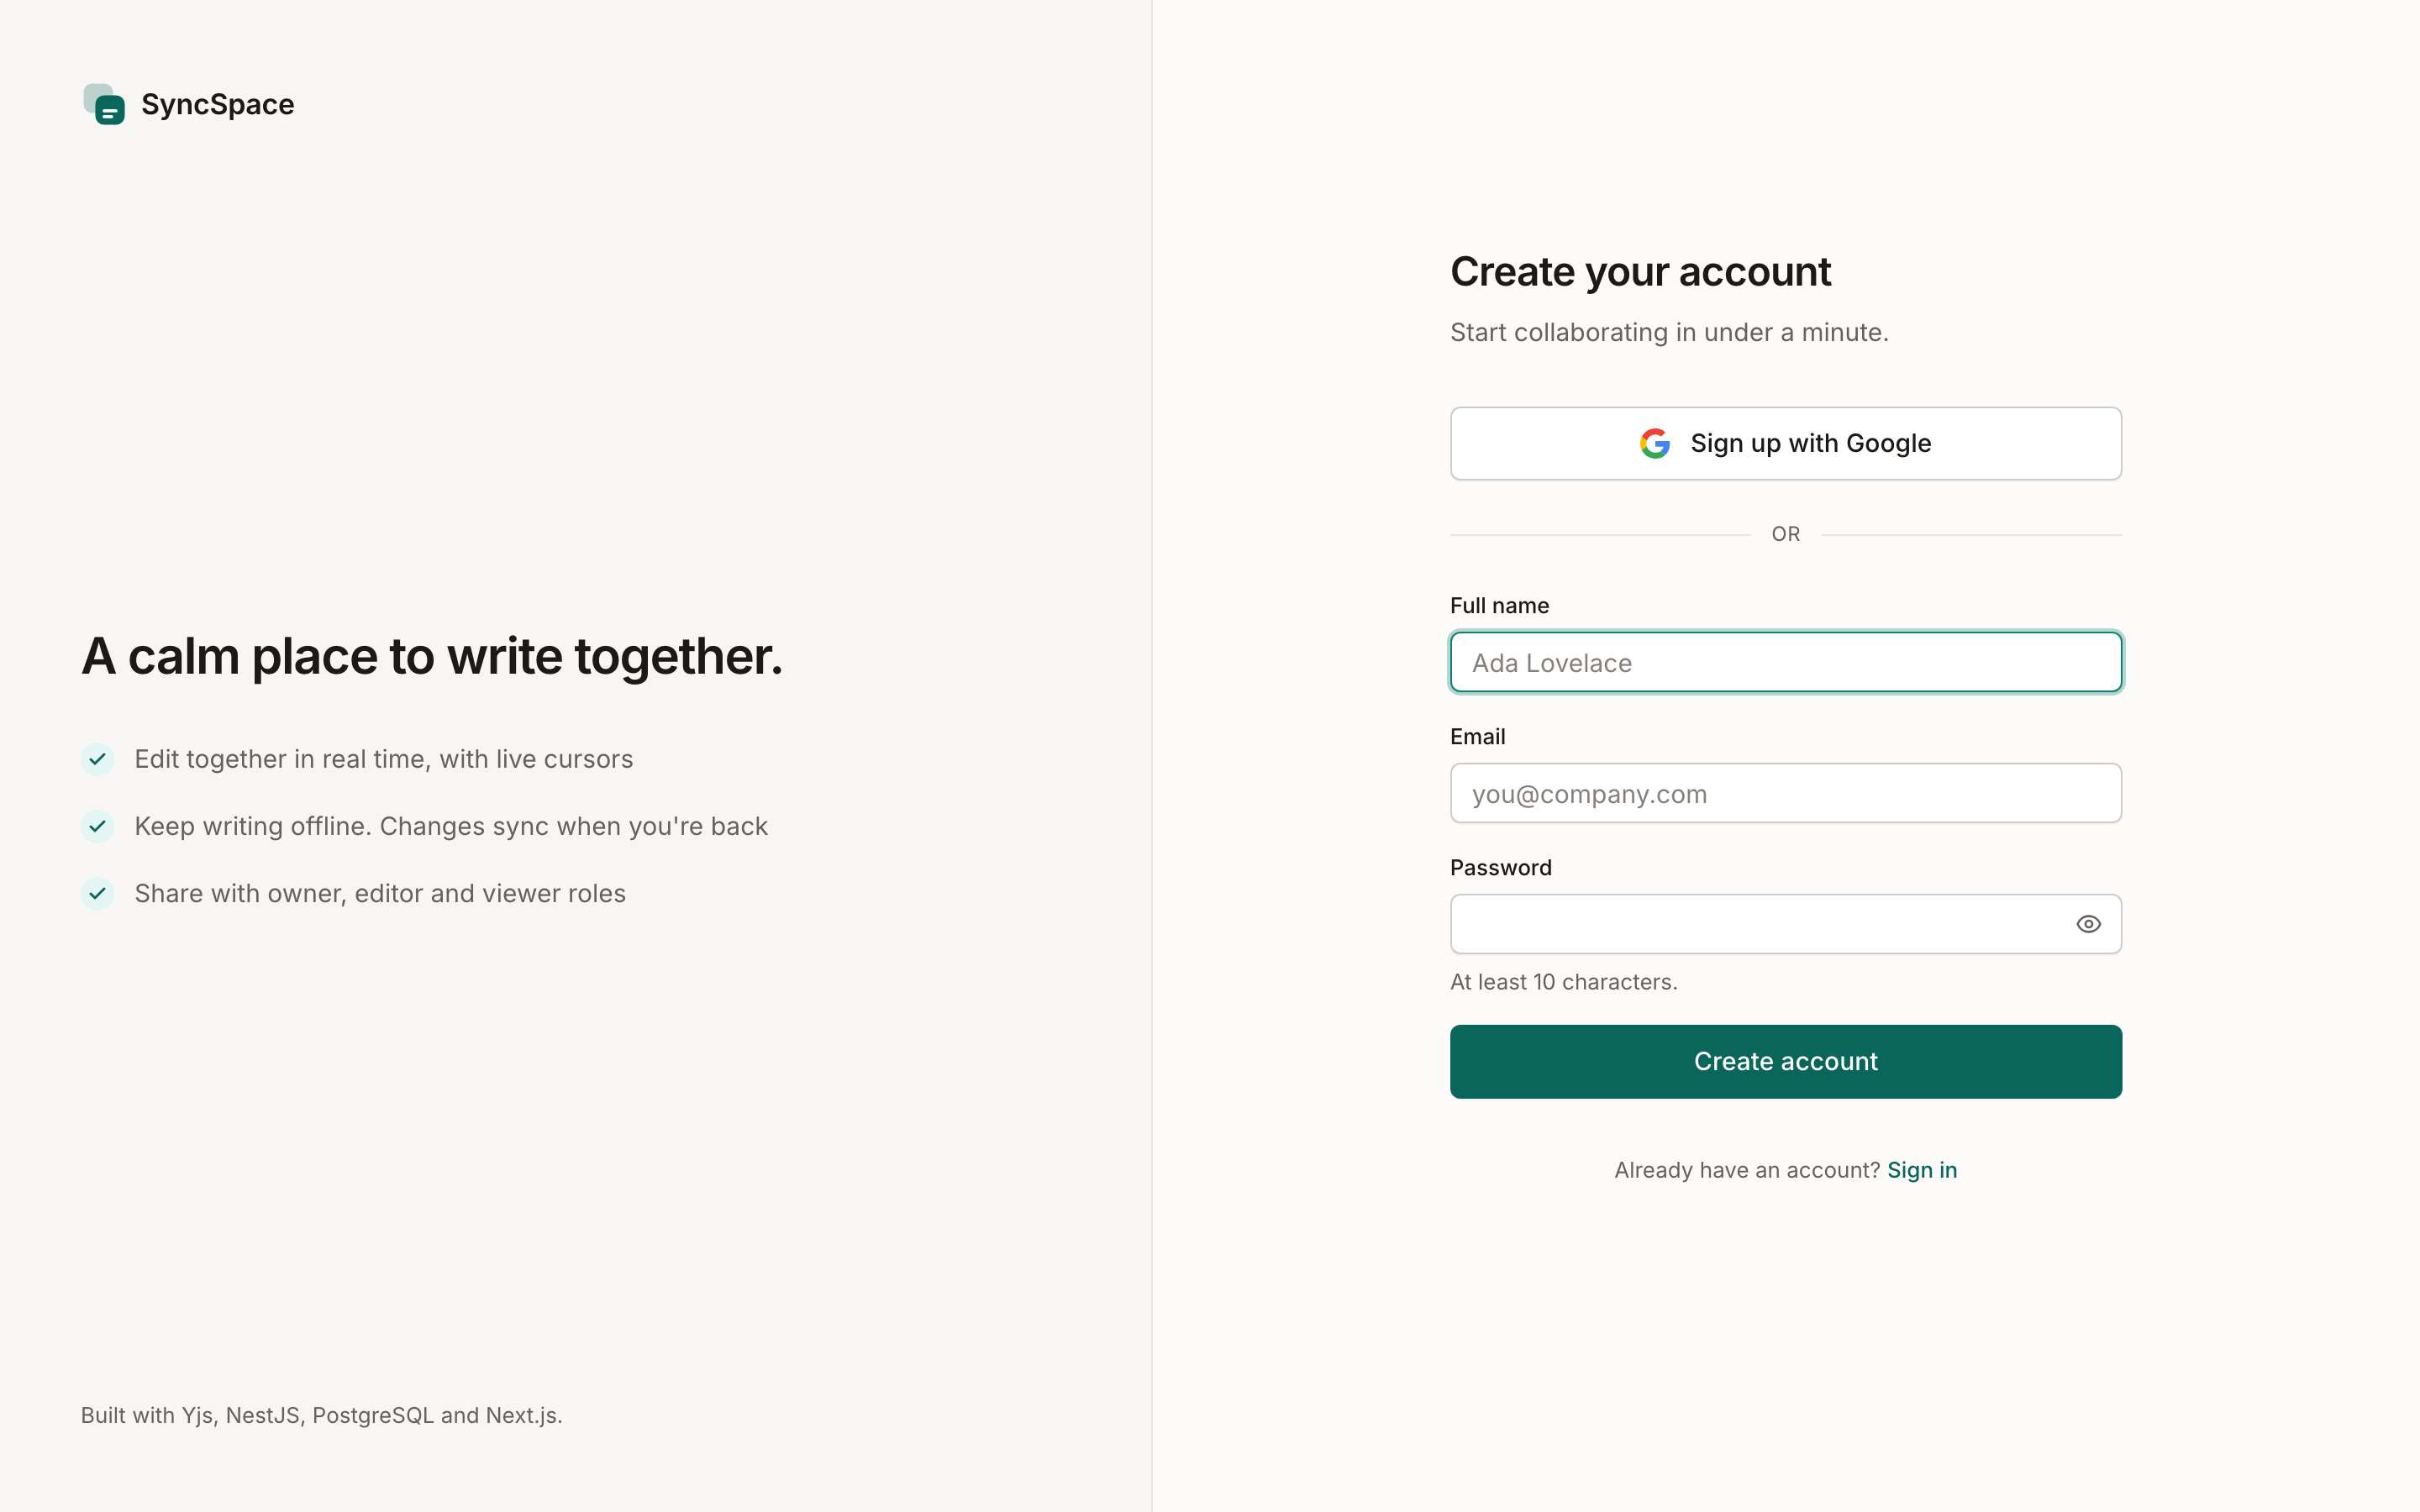 SyncSpace
A calm place to write together.
Edit together in real time, with live cursors
Keep writing offline. Changes sync when you're back
Share with owner, editor and viewer roles
Built with Yjs, NestJS, PostgreSQL and Next.js.
Create your account
Start collaborating in under a minute.
Sign up with Google
OR
Full name
Ada Lovelace
Email
you@company.com
Password
At least 10 characters.
Create account
Already have an account? Sign in